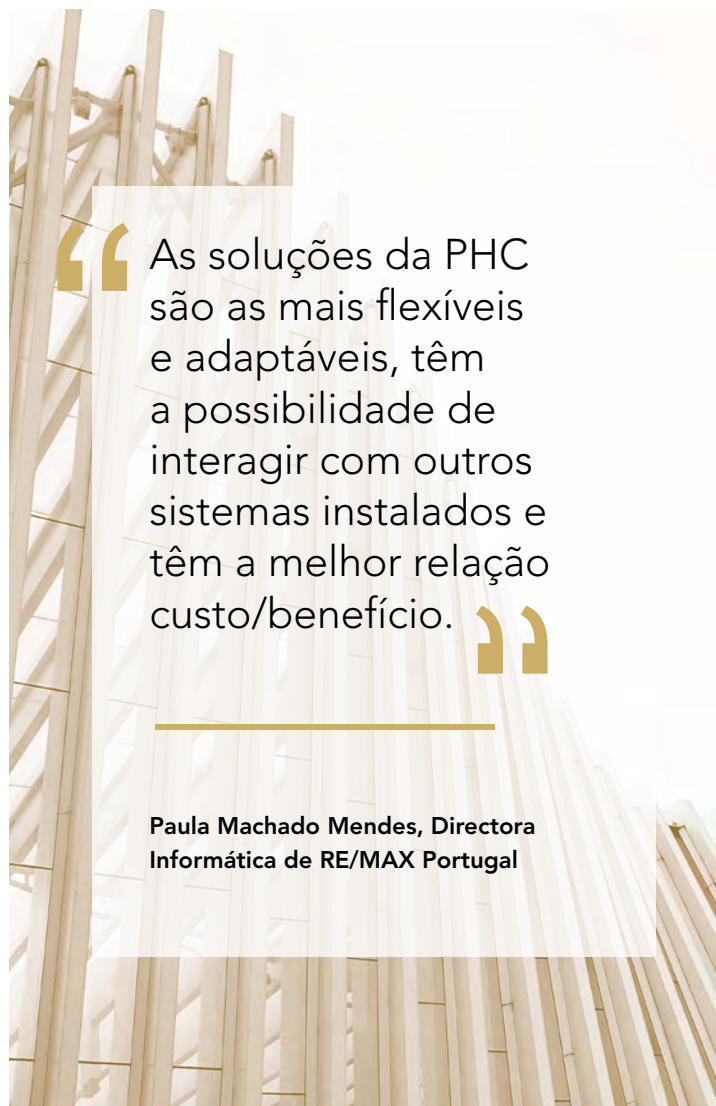 “As soluções da PHC
são as mais flexíveis
e adaptáveis, têm
a possibilidade de
interagir com outros
sistemas instalados e
têm a melhor relação
custo/benefício.”
Paula Machado Mendes, Directora
Informática de RE/MAX Portugal